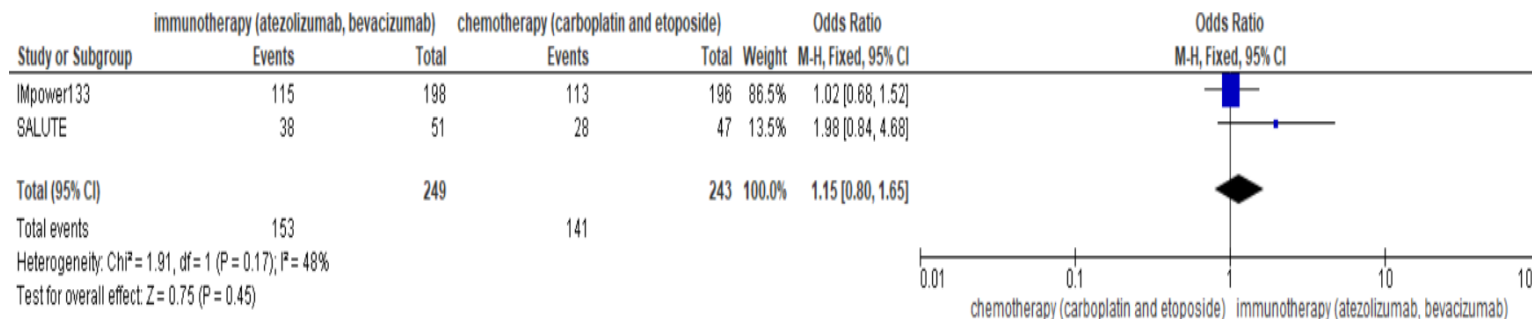 immunotherapy (atezolizumab, bevacizumab) chemotherapy (carboplatin and etoposide) Odds Ratio Odds Ratio
Study or Subgroup Events Total Events Total Weight M-H, Fixed, 95% CI M-H, Fixed, 95% CI
IMpower133 115 198 113 196 86.5% 1.02 [0.68, 1.52]
SALUTE 38 51 28 47 13.5% 1.98 [0.84, 4.68]
Total (95% CI) 249 243 100.0% 1.15 [0.80, 1.65]
Total events 153 141
Heterogeneity: Chi² = 1.91, df = 1 (P = 0.17); I² = 48%
Test for overall effect: Z = 0.75 (P = 0.45)
0.01 0.1 1 10 10
chemotherapy (carboplatin and etoposide) immunotherapy (atezolizumab, bevacizumab)